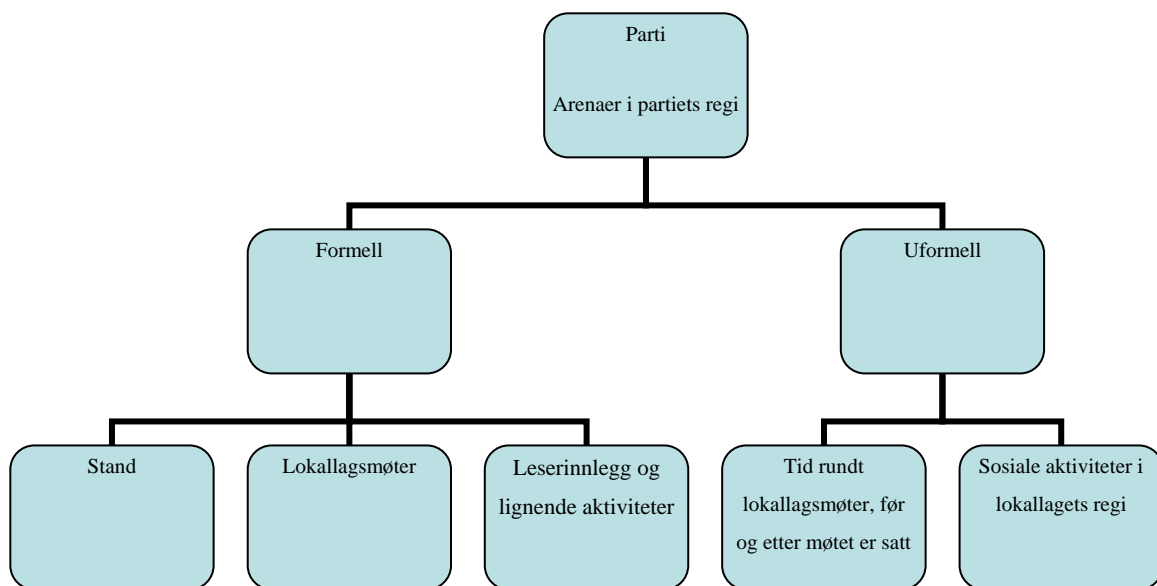 Parti
Arenaer i partiets regi
Formell
Uformell
Stand
Lokallagsmøter
Leserinnlegg og
lignende aktiviteter
Tid rundt
lokallagsmøter, før
og etter møtet er satt
Sosiale aktiviteter i
lokallagets regi